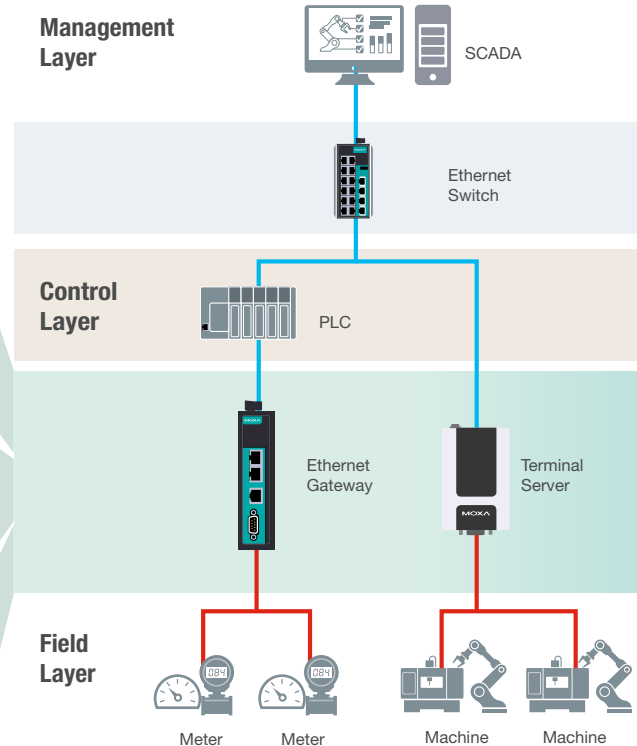 Management
Layer
SCADA
Ethernet
Switch
Control
Layer
PLC
MOXA
Ethernet
Gateway
Terminal
Server
MOXA
Field
Layer
084
084
Meter
Meter
Machine
Machine